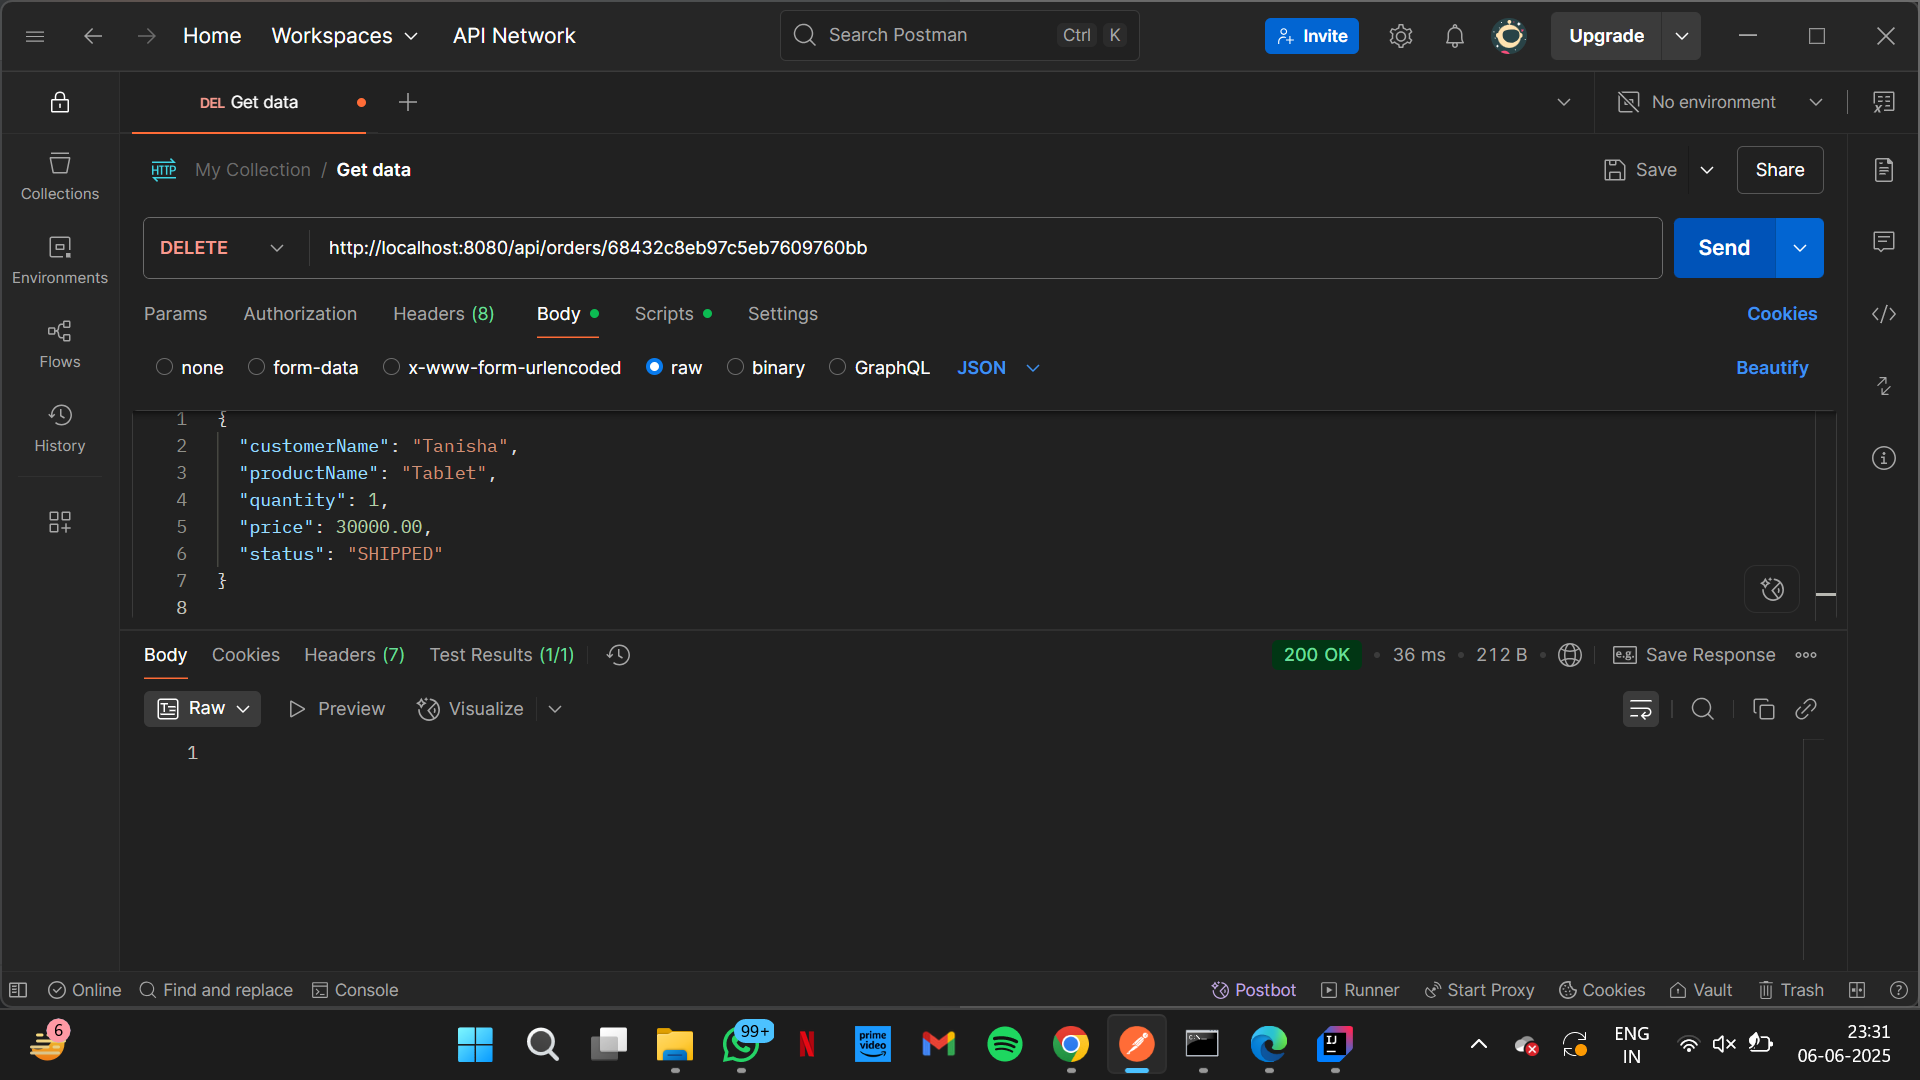 Home Workspaces API Network Search Postman Ctrl K Invite Upgrade
DEL Get data No environment
HTTP My Collection / Get data Save Share
Collections
DELETE http://localhost:8080/api/orders/68432c8eb97c5eb7609760bb Send
Environments
Params Authorization Headers (8) Body Scripts Settings Cookies
Flows
none form-data x-www-form-urlencoded raw binary GraphQL JSON Beautify
History
1 {
2 "customerName": "Tanisha",
3 "productName": "Tablet",
4 "quantity": 1,
5 "price": 30000.00,
6 "status": "SHIPPED"
7 }
8
Body Cookies Headers (7) Test Results (1/1) 200 OK • 36 ms • 212 B • e.g. Save Response
Raw Preview Visualize
1
Online Find and replace Console Postbot Runner Start Proxy Cookies Vault Trash
6 99+ prime video IJ ENG IN 23:31
06-06-2025